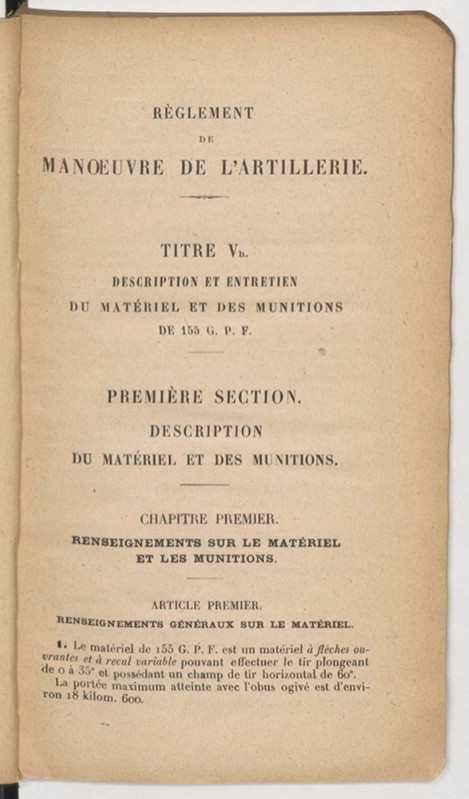 RÈGLEMENT
DE
MANŒUVRE DE L'ARTILLERIE.
TITRE Vh.
DESCRIPTION ET ENTRETIEN
DU MATÉRIEL ET DES MUNITIONS
DE 155 G. P. F.
PREMIÈRE SECTION.
DESCRIPTION
DU MATÉRIEL ET DES MUNITIONS.
CHAPITRE PREMIER.
RENSEIGNEMENTS SUR LE MATÉRIEL
ET LES MUNITIONS.
ARTICLE PREMIER.
RENSEIGNEMENTS GÉNÉRAUX SUR LE MATÉRIEL.
1. Le matériel de 155 G. P. F. est un matériel à flèches ou-
vrantes et à recul variable pouvant effectuer le tir plongeant
de 0 à 35° et possédant un champ de tir horizontal de 60°.
La portée maximum atteinte avec l'obus ogivé est d'envi-
ron 18 kilom. 600.